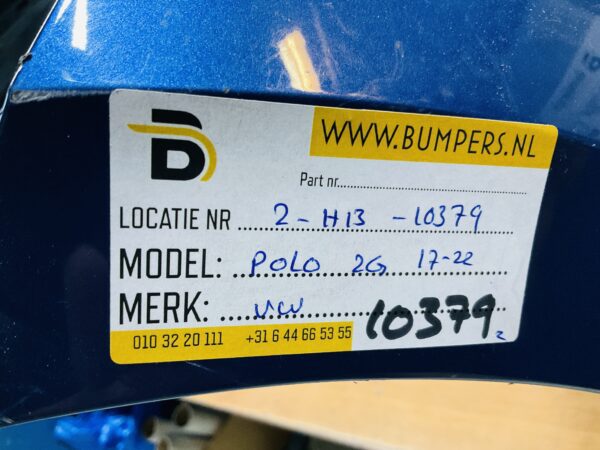 WWW.BUMPERS.NL
Part nr.
LOCATIE NR 2-H13-10379
MODEL: POLO 2G 17-22
MERK: VW
10379
2
010 32 20 111 +31 6 44 66 53 55